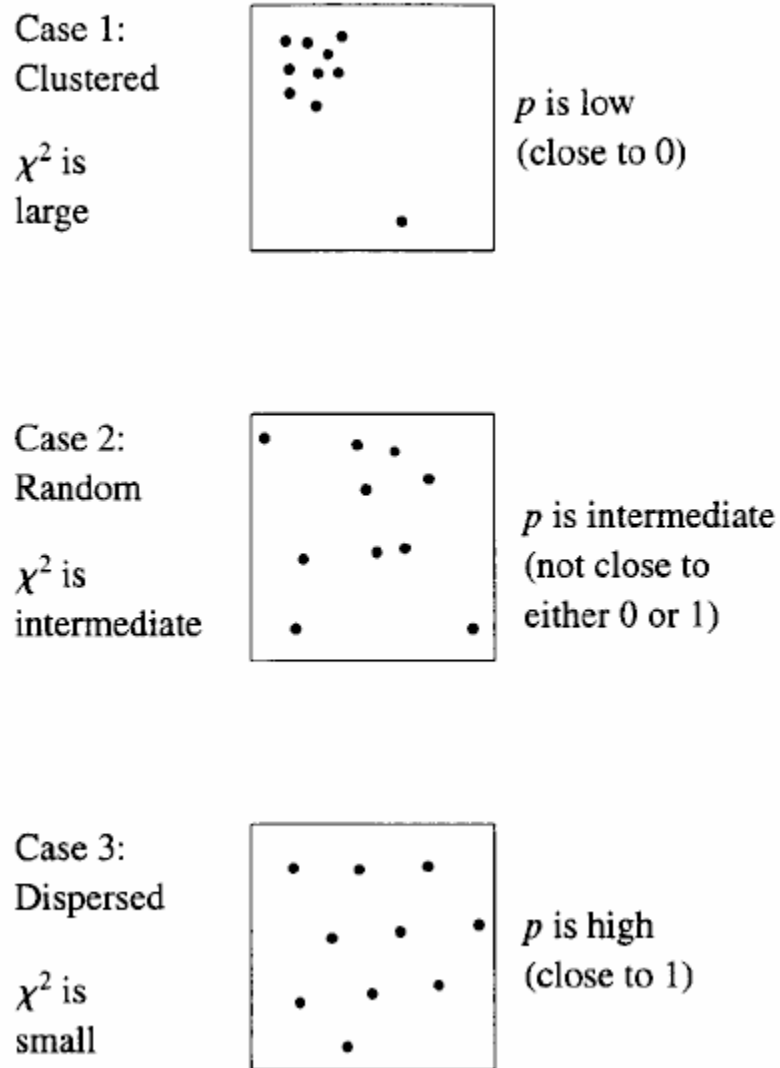 Case 1:
Clustered
χ² is
large
p is low
(close to 0)
Case 2:
Random
χ² is
intermediate
p is intermediate
(not close to
either 0 or 1)
Case 3:
Dispersed
χ² is
small
p is high
(close to 1)